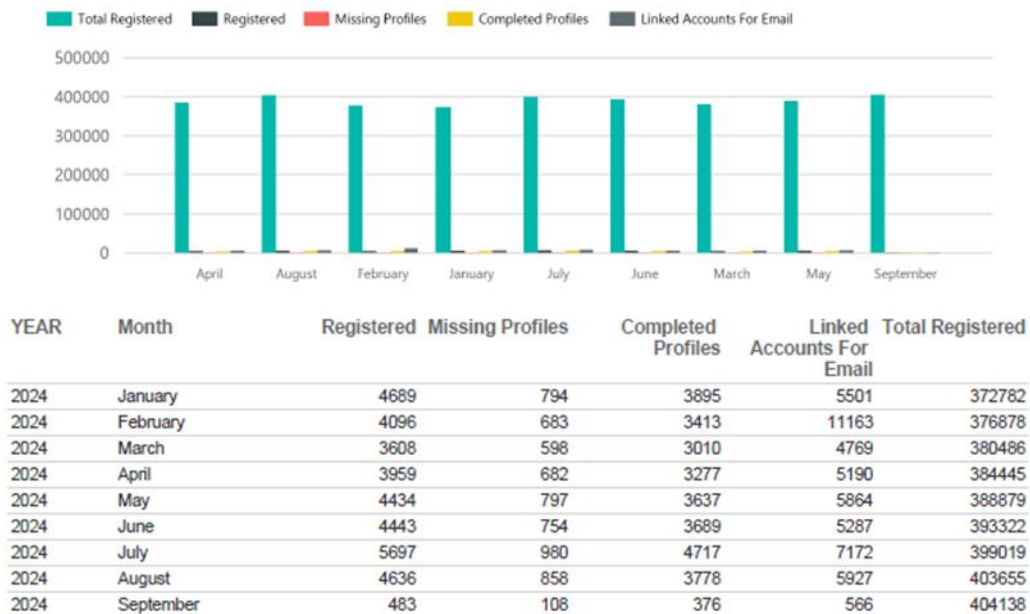 Total Registered Registered Missing Profiles Completed Profiles Linked Accounts For Email
500000
400000
300000
200000
100000
0
April August February January July June March May September
YEAR Month Registered Missing Profiles Completed Profiles Linked Accounts For Email Total Registered
2024 January 4689 794 3895 5501 372782
2024 February 4096 683 3413 11163 376878
2024 March 3608 598 3010 4769 380486
2024 April 3959 682 3277 5190 384445
2024 May 4434 797 3637 5864 388879
2024 June 4443 754 3689 5287 393322
2024 July 5697 980 4717 7172 399019
2024 August 4636 858 3778 5927 403655
2024 September 483 108 376 566 404138